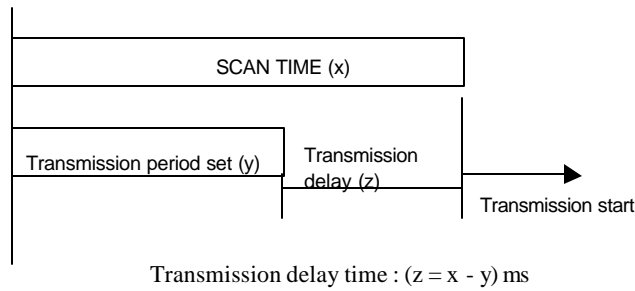 SCAN TIME (x)
Transmission period set (y)
Transmission
delay (z)
Transmission start
Transmission delay time : (z = x - y) ms